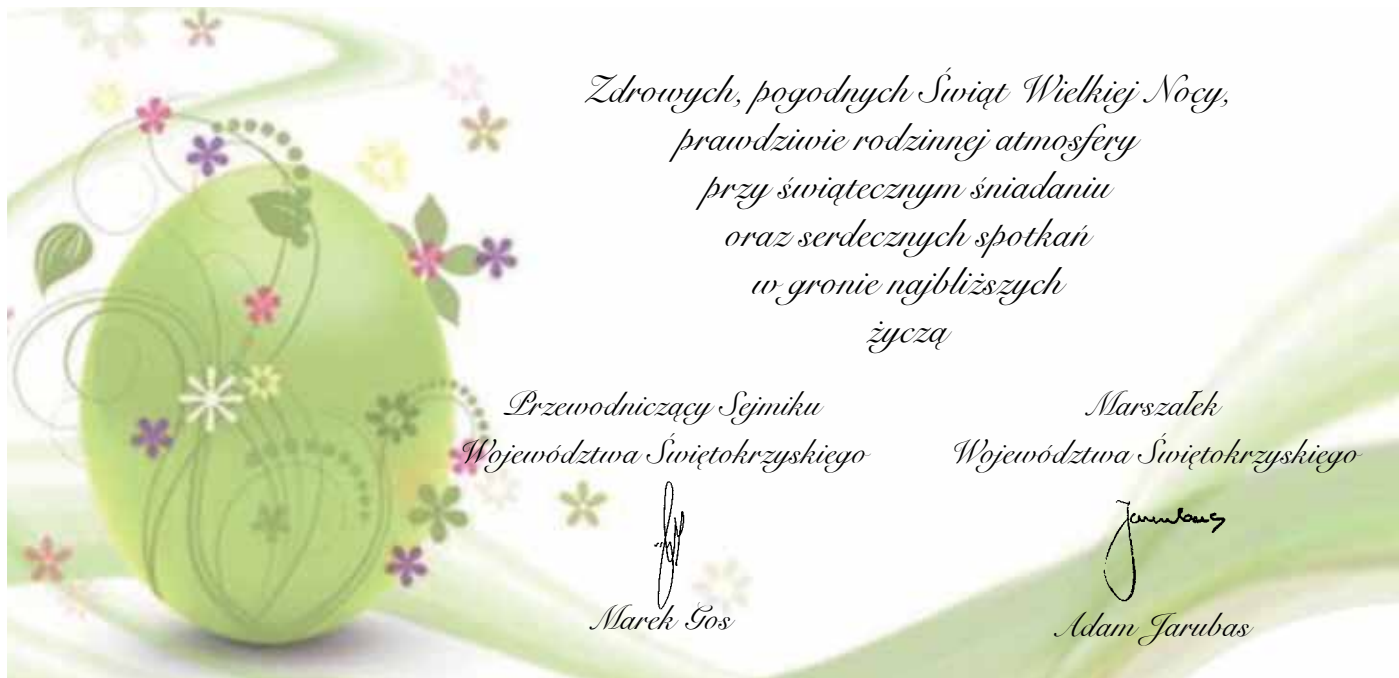 Zdrowych, pogodnych Świąt Wielkiej Nocy,
prawdziwie rodzinnej atmosfery
przy świątecznym śniadaniu
oraz serdecznych spotkań
w gronie najbliższych
życzą
Przewodniczący Sejmiku
Województwa Świętokrzyskiego
Marek Gos
Marszałek
Województwa Świętokrzyskiego
Jarubas
Adam Jarubas